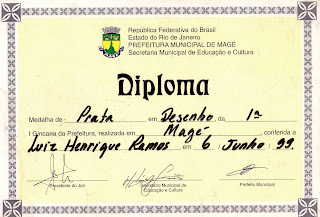 República Federativa do Brasil
Estado do Rio de Janeiro
PREFEITURA MUNICIPAL DE MAGÉ
Secretaria Municipal de Educação e Cultura
Diploma
Medalha de Prata em Desenho, da 1ª
I Gincana da Prefeitura, realizada em Magé, conferida a
Luiz Henrique Ramos em 6 / Junho / 99.
Presidente do Júri Secretário Municipal de Prefeito Municipal
Educação e Cultura